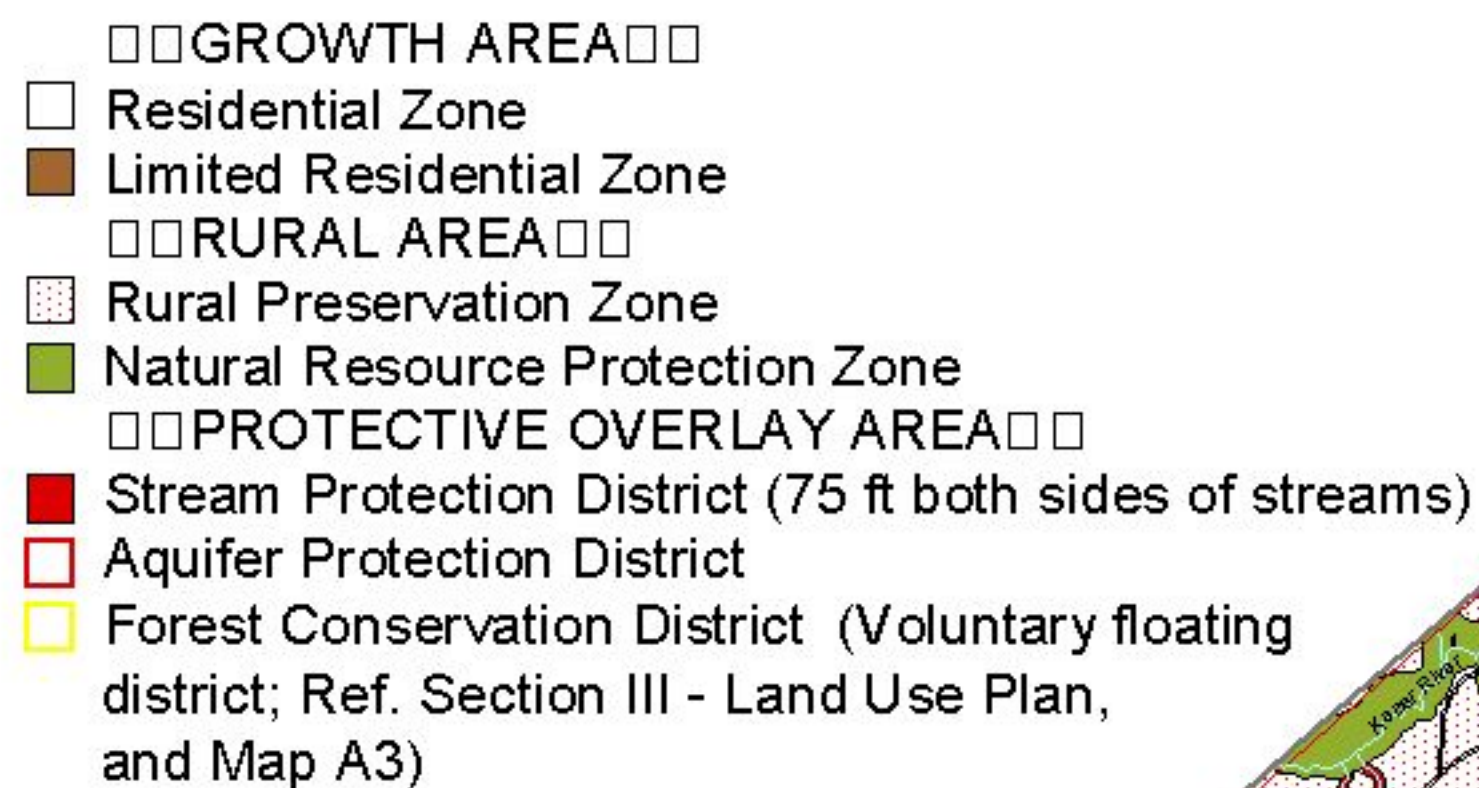 □□GROWTH AREA□□
Residential Zone
Limited Residential Zone
□□RURAL AREA□□
Rural Preservation Zone
Natural Resource Protection Zone
□□PROTECTIVE OVERLAY AREA□□
Stream Protection District (75 ft both sides of streams)
Aquifer Protection District
Forest Conservation District (Voluntary floating
district; Ref. Section III - Land Use Plan,
and Map A3)
River